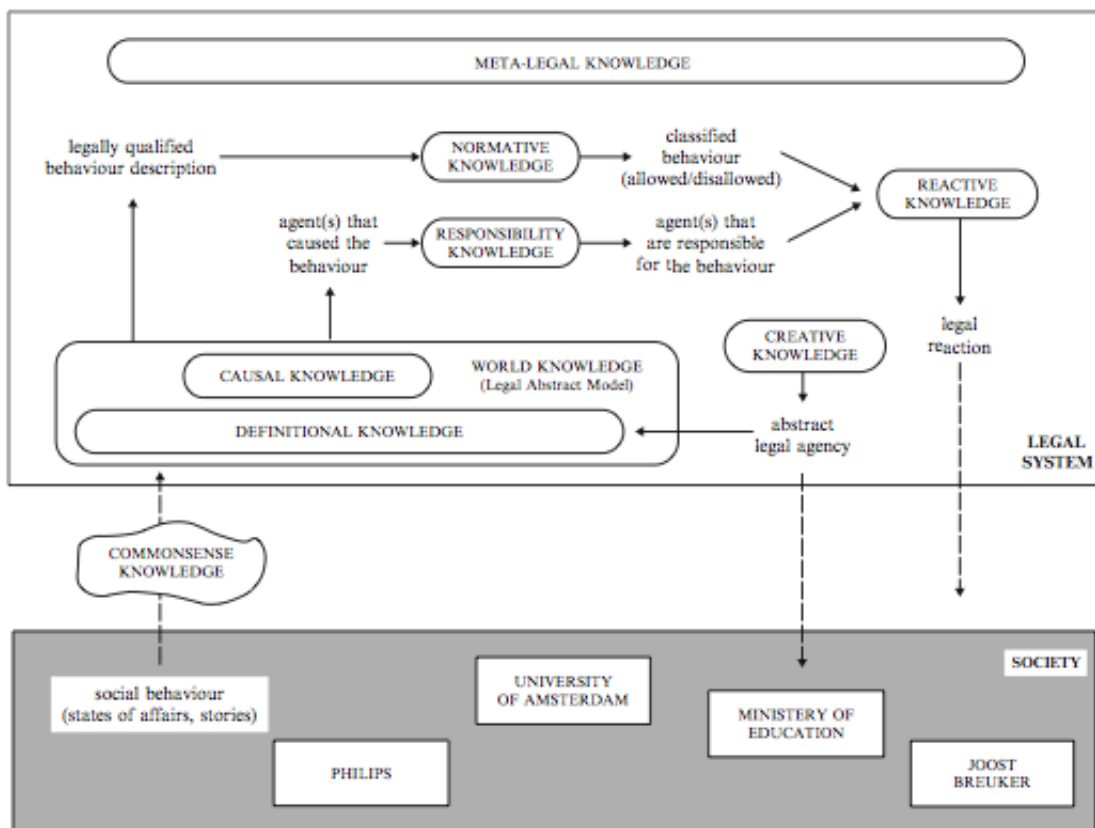 META-LEGAL KNOWLEDGE
legally qualified
behaviour description
NORMATIVE
KNOWLEDGE
classified
behaviour
(allowed/disallowed)
REACTIVE
KNOWLEDGE
agent(s) that
caused the
behaviour
RESPONSIBILITY
KNOWLEDGE
agent(s) that
are responsible
for the behaviour
CREATIVE
KNOWLEDGE
legal
reaction
CAUSAL KNOWLEDGE
WORLD KNOWLEDGE
(Legal Abstract Model)
DEFINITIONAL KNOWLEDGE
abstract
legal agency
LEGAL
SYSTEM
COMMONSENSE
KNOWLEDGE
SOCIETY
social behaviour
(states of affairs, stories)
UNIVERSITY
OF AMSTERDAM
MINISTERY OF
EDUCATION
PHILIPS
JOOST
BREUKER